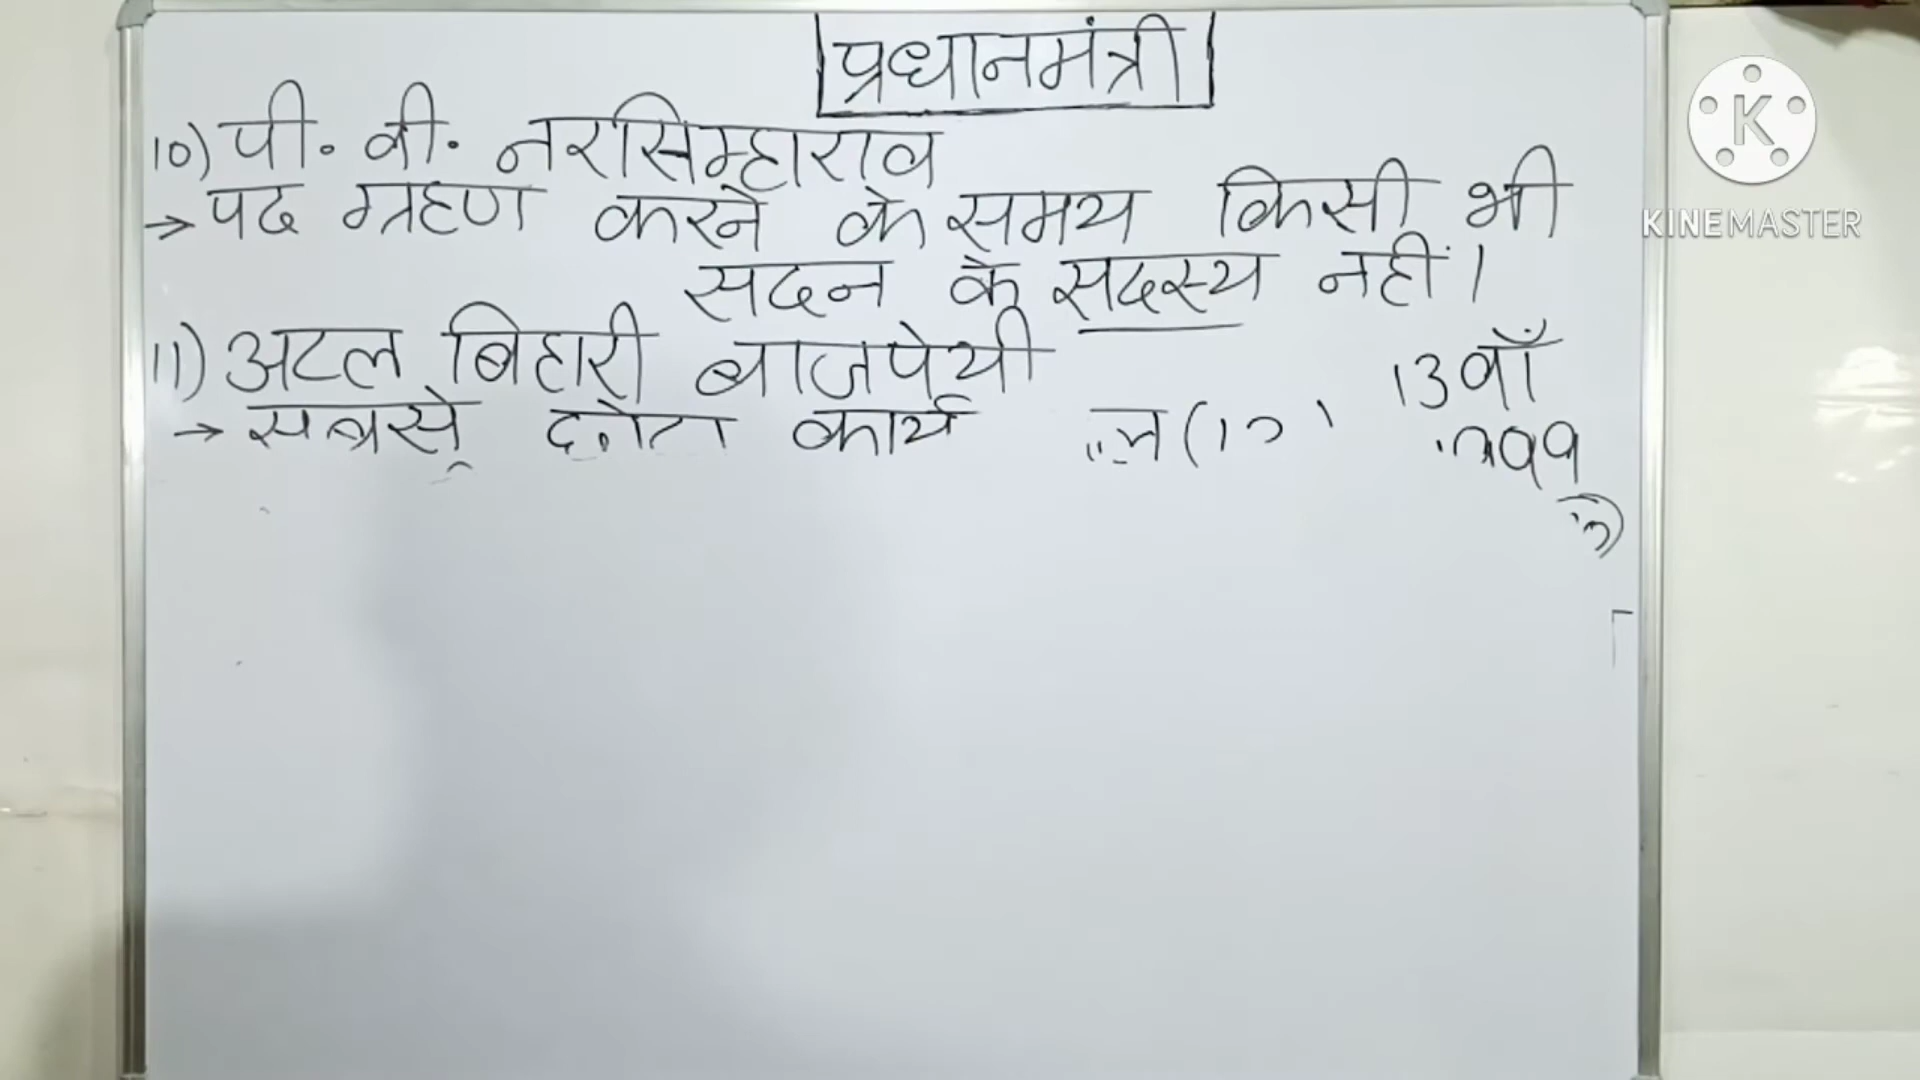 प्रधानमंत्री
10) पी. वी. नरसिम्हाराव
→ पद ग्रहण करने के समय किसी भी
सदन के सदस्य नहीं।
11) अटल बिहारी बाजपेयी
13वाँ
→ सबसे कार्य
K
KINEMASTER